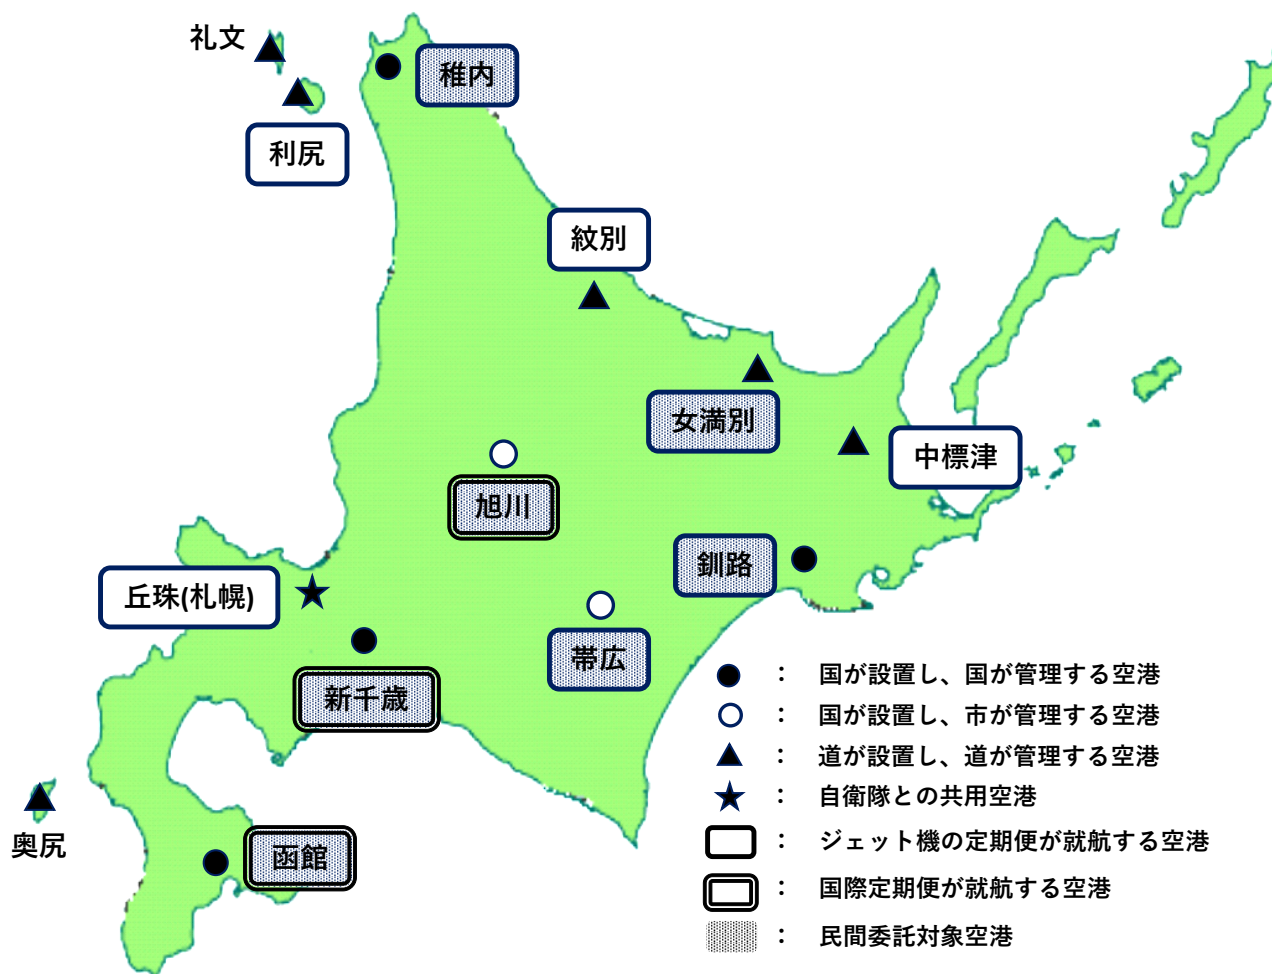 礼文
稚内
利尻
紋別
女満別
中標津
旭川
釧路
丘珠(札幌)
帯広
新千歳
奥尻
函館
： 国が設置し、国が管理する空港
： 国が設置し、市が管理する空港
： 道が設置し、道が管理する空港
： 自衛隊との共用空港
： ジェット機の定期便が就航する空港
： 国際定期便が就航する空港
： 民間委託対象空港